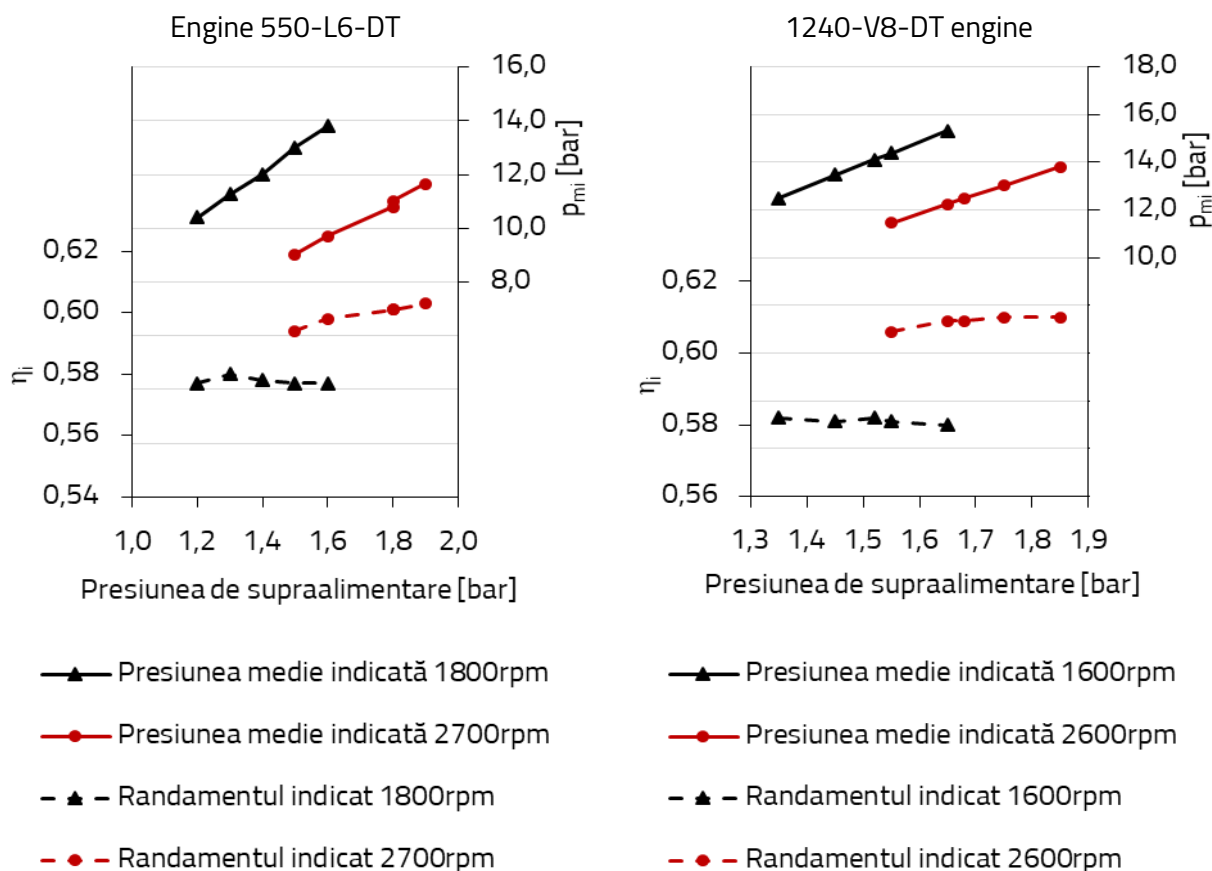 Engine 550-L6-DT
16,0
14,0
12,0
10,0
8,0
pmi [bar]
0,62
0,60
0,58
0,56
0,54
ηi
1,0 1,2 1,4 1,6 1,8 2,0
Presiunea de supraalimentare [bar]
Presiunea medie indicată 1800rpm
Presiunea medie indicată 2700rpm
Randamentul indicat 1800rpm
Randamentul indicat 2700rpm
1240-V8-DT engine
18,0
16,0
14,0
12,0
10,0
pmi [bar]
0,62
0,60
0,58
0,56
ηi
1,3 1,4 1,5 1,6 1,7 1,8 1,9
Presiunea de supraalimentare [bar]
Presiunea medie indicată 1600rpm
Presiunea medie indicată 2600rpm
Randamentul indicat 1600rpm
Randamentul indicat 2600rpm